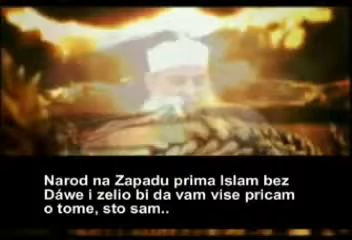 Narod na Zapadu prima Islam bez
Dáwe i zelio bi da vam vise pricam
o tome, sto sam..